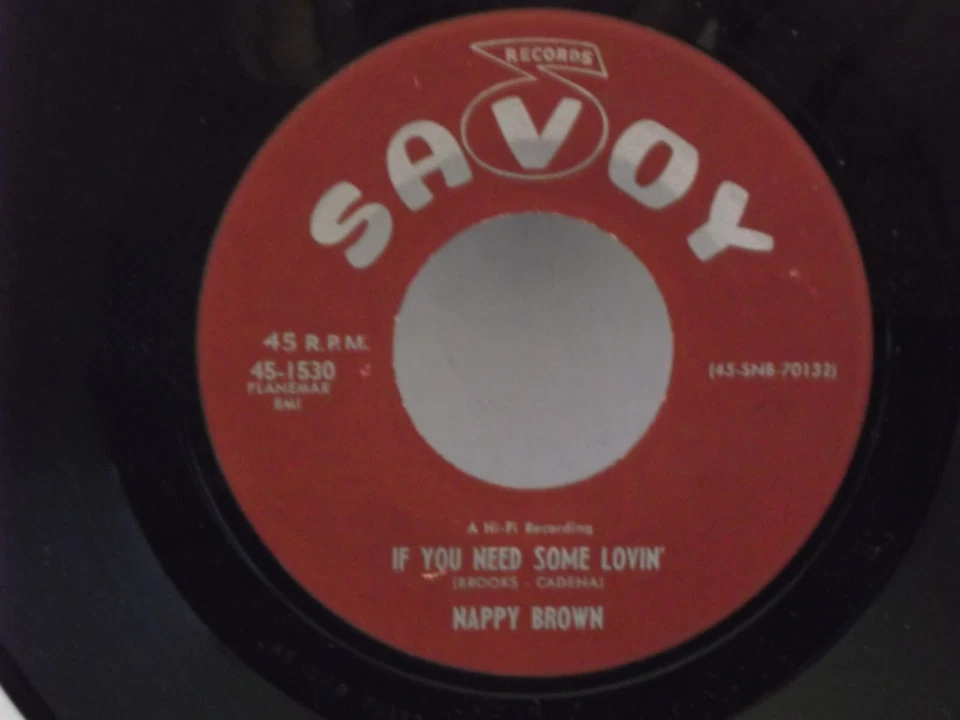 RECORDS
SAVOY
45 R.P.M.
45-1530
PLANEMAR
BMI
(45-SNB-70132)
A Hi-Fi Recording
IF YOU NEED SOME LOVIN'
(BROOKS - CADENA)
NAPPY BROWN